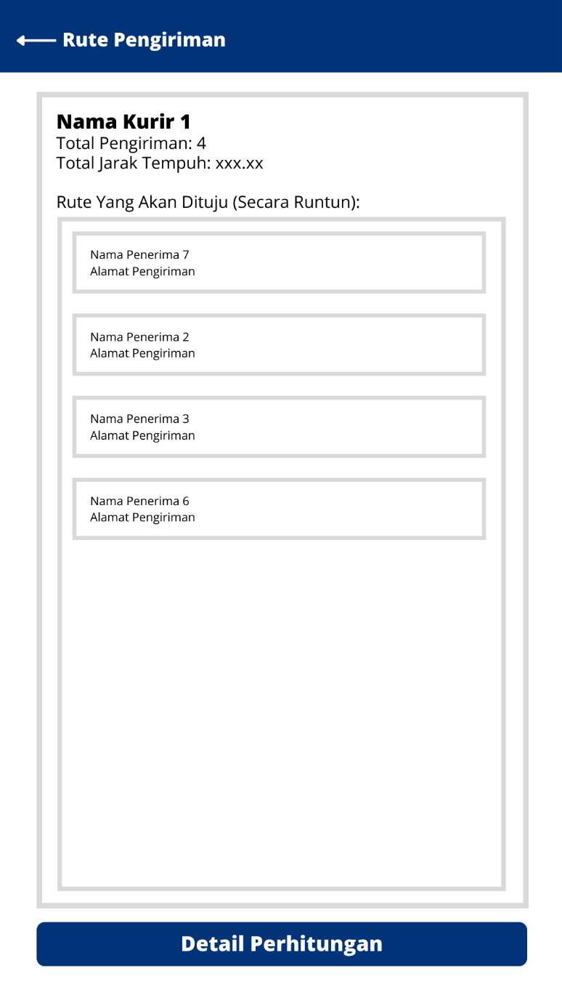 Rute Pengiriman
Nama Kurir 1
Total Pengiriman: 4
Total Jarak Tempuh: xxx.xx
Rute Yang Akan Dituju (Secara Runtun):
Nama Penerima 7
Alamat Pengiriman
Nama Penerima 2
Alamat Pengiriman
Nama Penerima 3
Alamat Pengiriman
Nama Penerima 6
Alamat Pengiriman
Detail Perhitungan